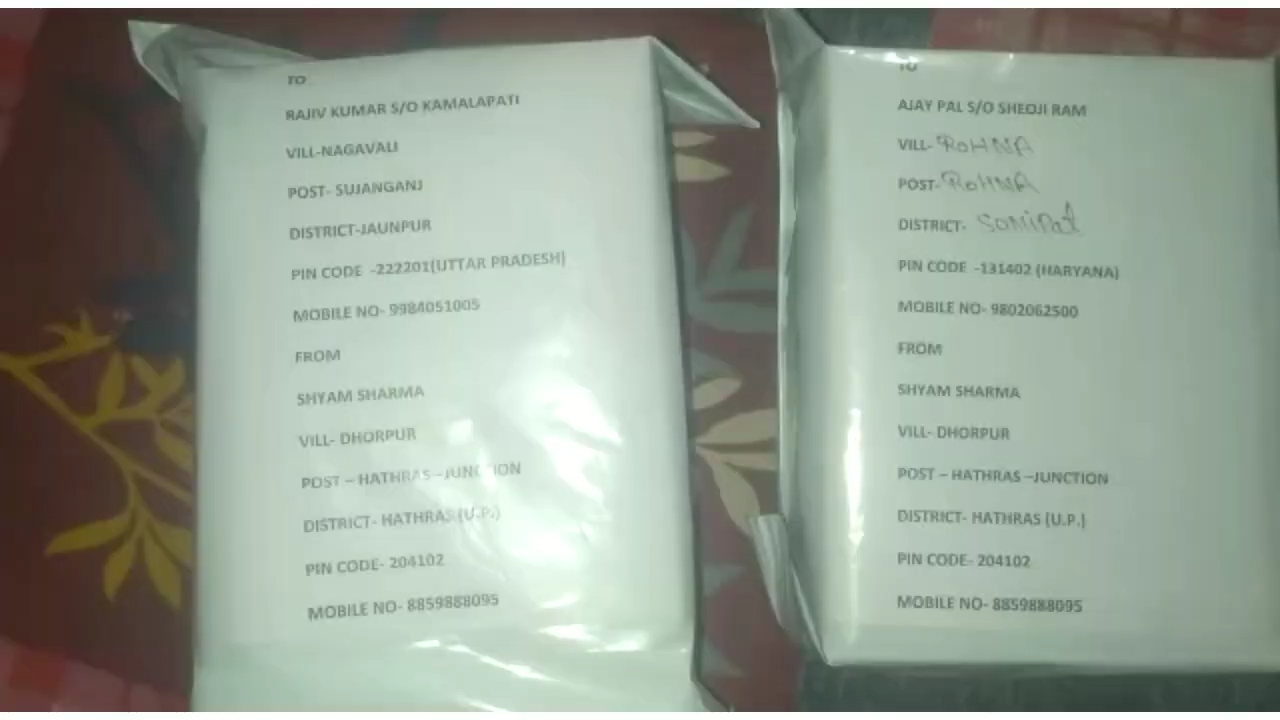 TO
RAJIV KUMAR S/O KAMALAPATI
VILL-NAGAVALI
POST- SUJANGANJ
DISTRICT-JAUNPUR
PIN CODE -222201(UTTAR PRADESH)
MOBILE NO- 9984051005
FROM
SHYAM SHARMA
VILL- DHORPUR
POST – HATHRAS –JUNCTION
DISTRICT- HATHRAS (U.P.)
PIN CODE- 204102
MOBILE NO- 8859888095
TO
AJAY PAL S/O SHEOJI RAM
VILL- ROHNA
POST- ROHNA
DISTRICT- SONIPAT
PIN CODE -131402 (HARYANA)
MOBILE NO- 9802062500
FROM
SHYAM SHARMA
VILL- DHORPUR
POST – HATHRAS –JUNCTION
DISTRICT- HATHRAS (U.P.)
PIN CODE- 204102
MOBILE NO- 8859888095